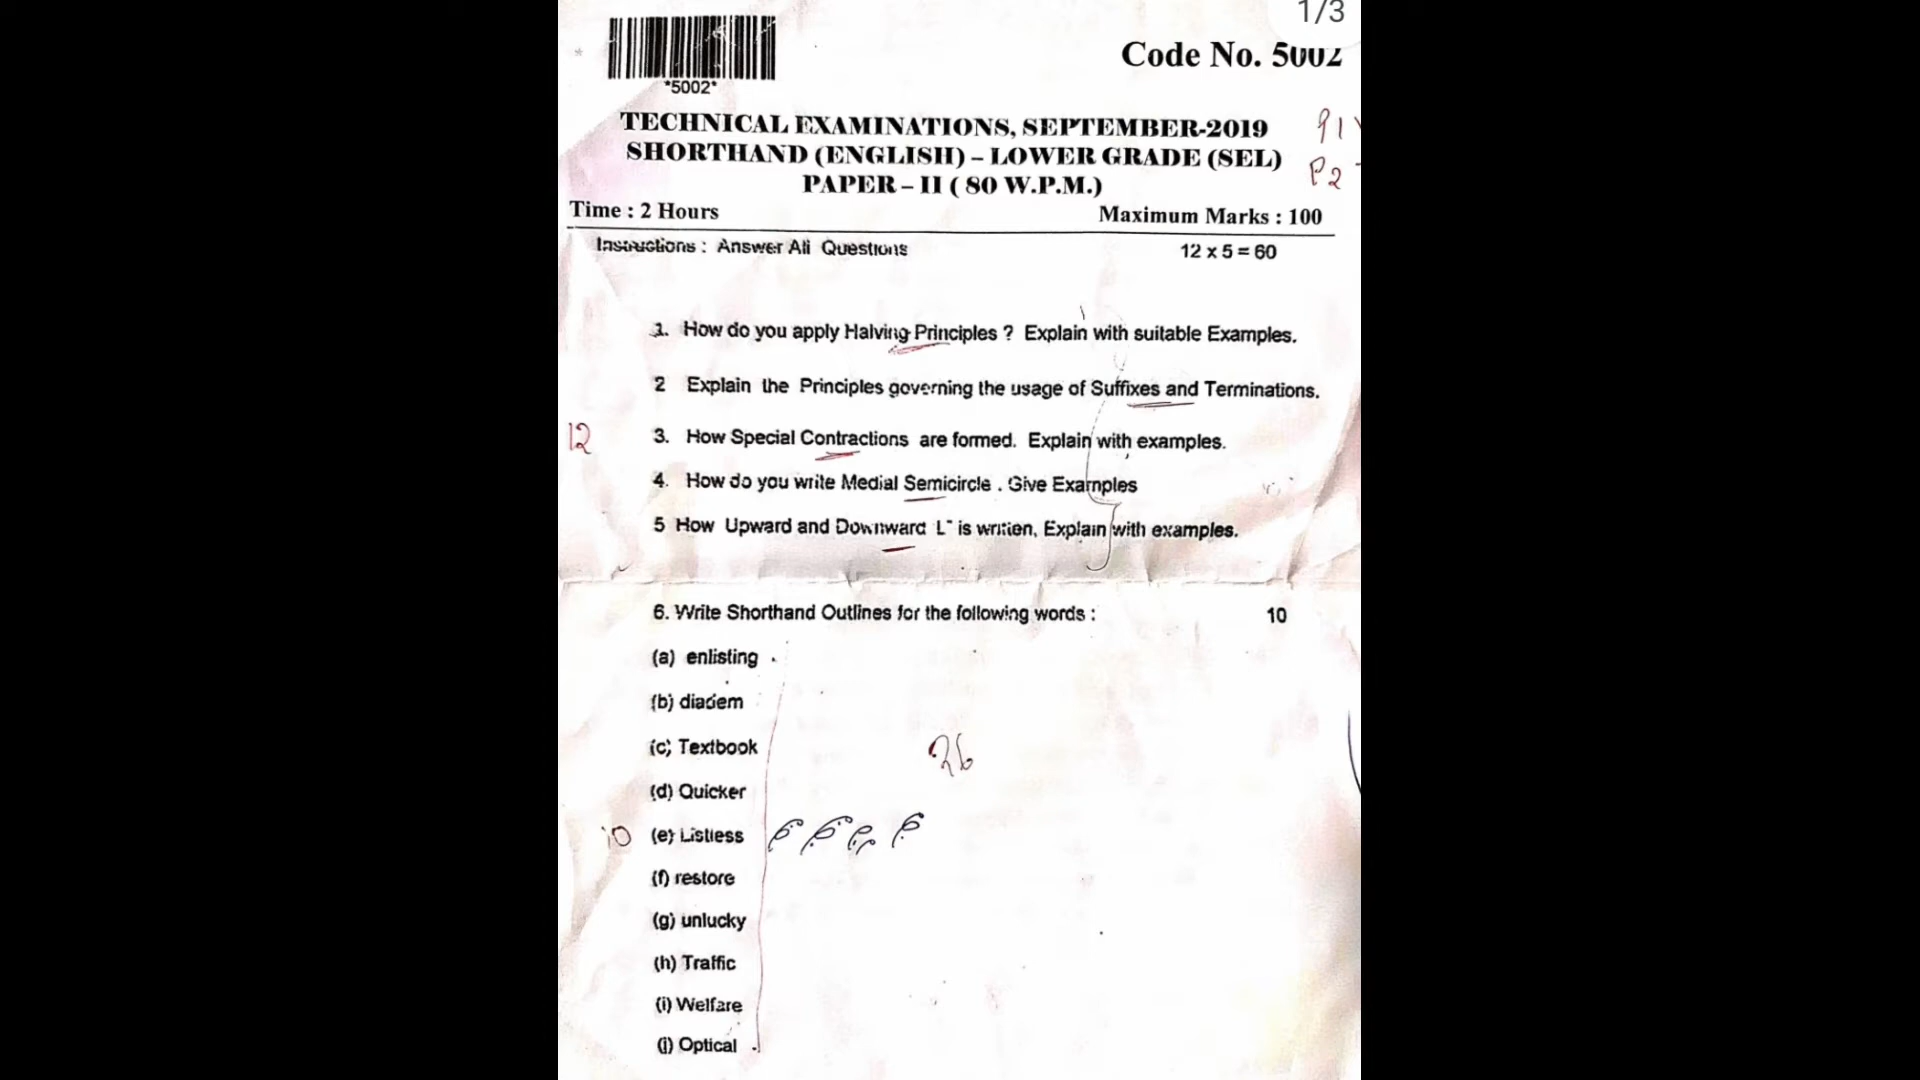 1/3
Code No. 5002
*5002*
TECHNICAL EXAMINATIONS, SEPTEMBER-2019
SHORTHAND (ENGLISH) – LOWER GRADE (SEL)
PAPER – II ( 80 W.P.M.)
P1
P2
Time : 2 Hours Maximum Marks : 100
Instructions : Answer All Questions 12 x 5 = 60
1. How do you apply Halving Principles ? Explain with suitable Examples.
2 Explain the Principles governing the usage of Suffixes and Terminations.
12
3. How Special Contractions are formed. Explain with examples.
4. How do you write Medial Semicircle . Give Examples
5 How Upward and Downward 'L" is written, Explain with examples.
6. Write Shorthand Outlines for the following words : 10
(a) enlisting
(b) diadem
(c) Textbook
26
(d) Quicker
10 (e) Listless
(f) restore
(g) unlucky
(h) Traffic
(i) Welfare
(j) Optical